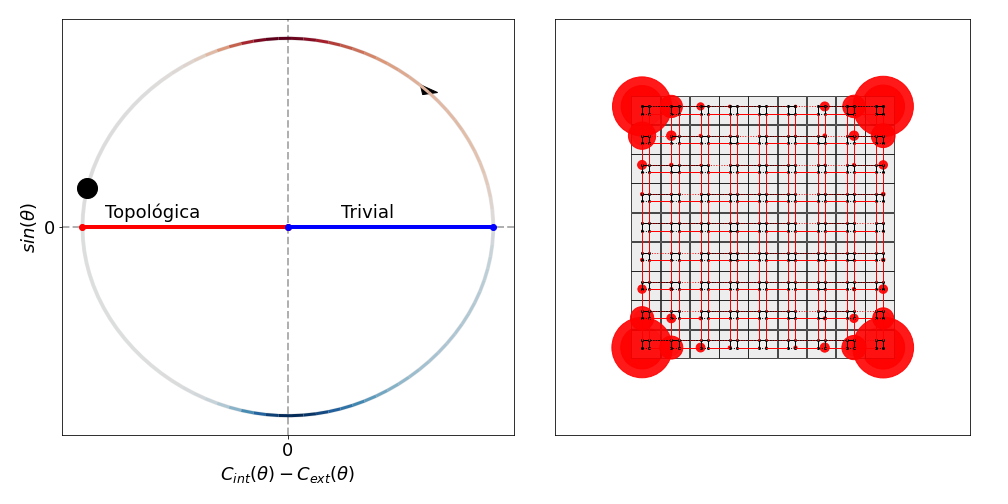 Topológica
Trivial
sin(θ)
0
0
C_int(θ) − C_ext(θ)